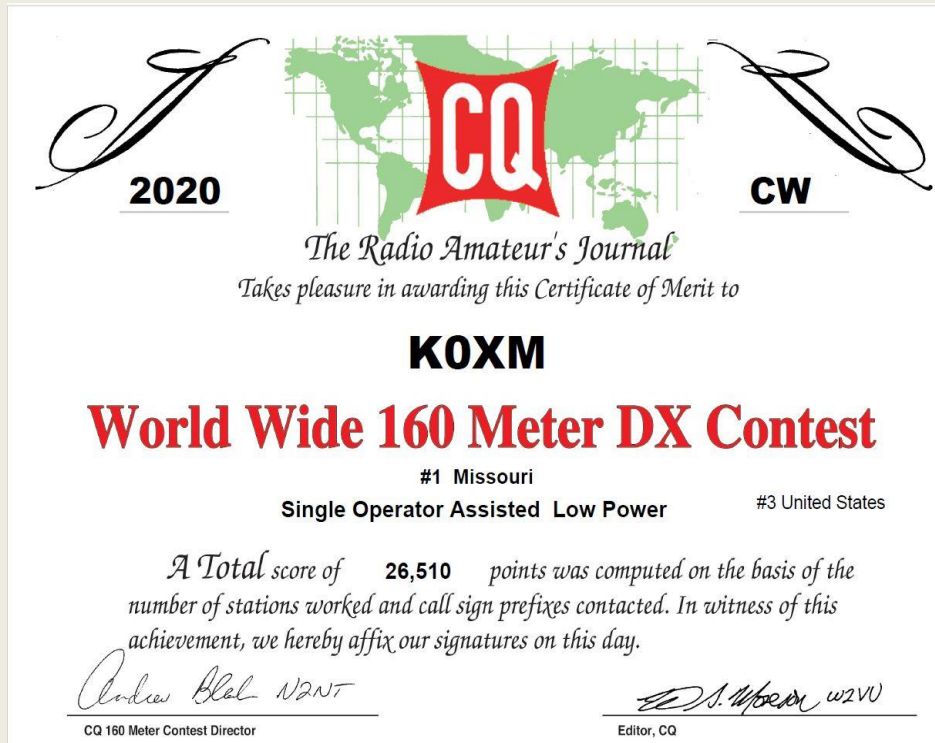 CQ
2020
CW
The Radio Amateur's Journal
Takes pleasure in awarding this Certificate of Merit to
K0XM
World Wide 160 Meter DX Contest
#1 Missouri
Single Operator Assisted Low Power
#3 United States
A Total score of 26,510 points was computed on the basis of the
number of stations worked and call sign prefixes contacted. In witness of this
achievement, we hereby affix our signatures on this day.
Andrew N2NT
W2VU
CQ 160 Meter Contest Director
Editor, CQ